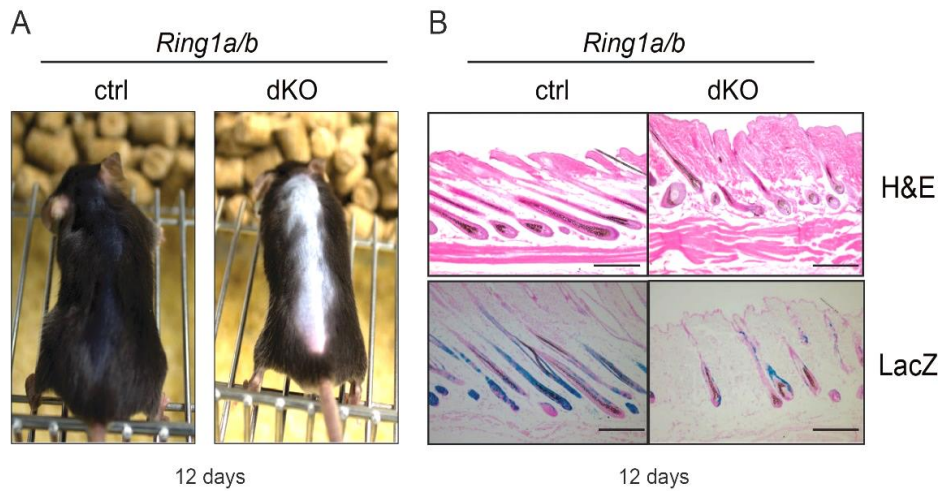 A
Ring1a/b
ctrl
dKO
12 days
B
Ring1a/b
ctrl
dKO
H&E
LacZ
12 days